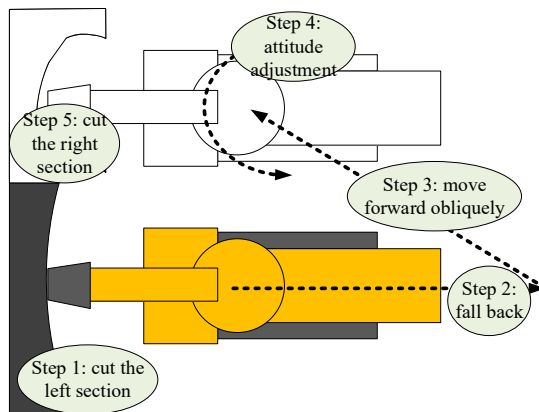 Step 4:
attitude
adjustment
Step 5: cut
the right
section
Step 3: move
forward obliquely
Step 2:
fall back
Step 1: cut the
left section